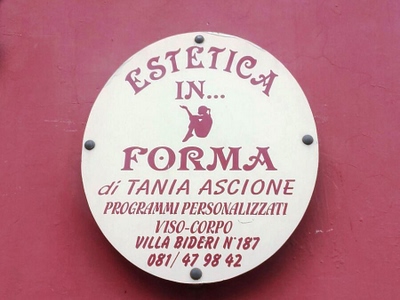 ESTETICA
IN...
FORMA
di TANIA ASCIONE
PROGRAMMI PERSONALIZZATI
VISO-CORPO
VILLA BIDERI N° 187
081/ 47 98 42